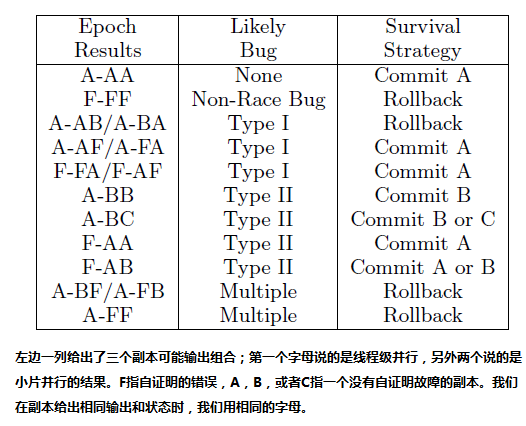 Epoch Likely Survival
Results Bug Strategy
A-AA None Commit A
F-FF Non-Race Bug Rollback
A-AB/A-BA Type I Rollback
A-AF/A-FA Type I Commit A
F-FA/F-AF Type I Commit A
A-BB Type II Commit B
A-BC Type II Commit B or C
F-AA Type II Commit A
F-AB Type II Commit A or B
A-BF/A-FB Multiple Rollback
A-FF Multiple Rollback
左边一列给出了三个副本可能输出组合；第一个字母说的是线程级并行，另外两个说的是
小片并行的结果。F指自证明的错误，A，B，或者C指一个没有自证明故障的副本。我们
在副本给出相同输出和状态时，我们用相同的字母。